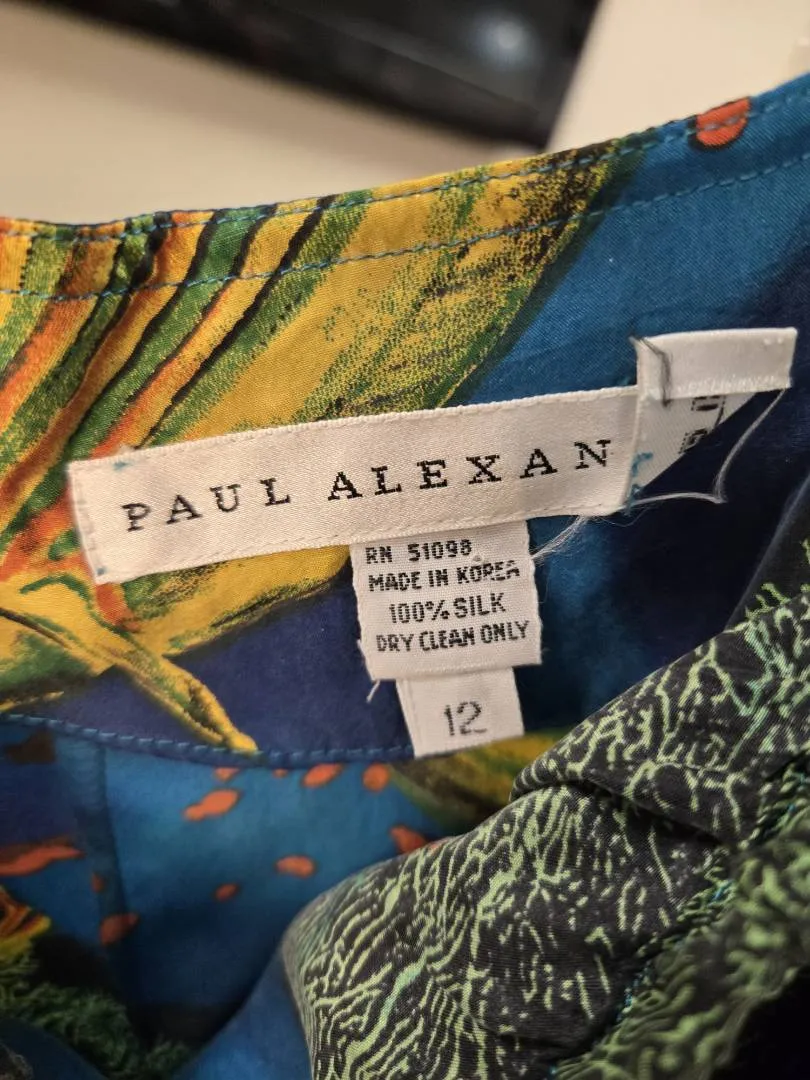 PAUL ALEXAN
RN 51098
MADE IN KOREA
100% SILK
DRY CLEAN ONLY
12